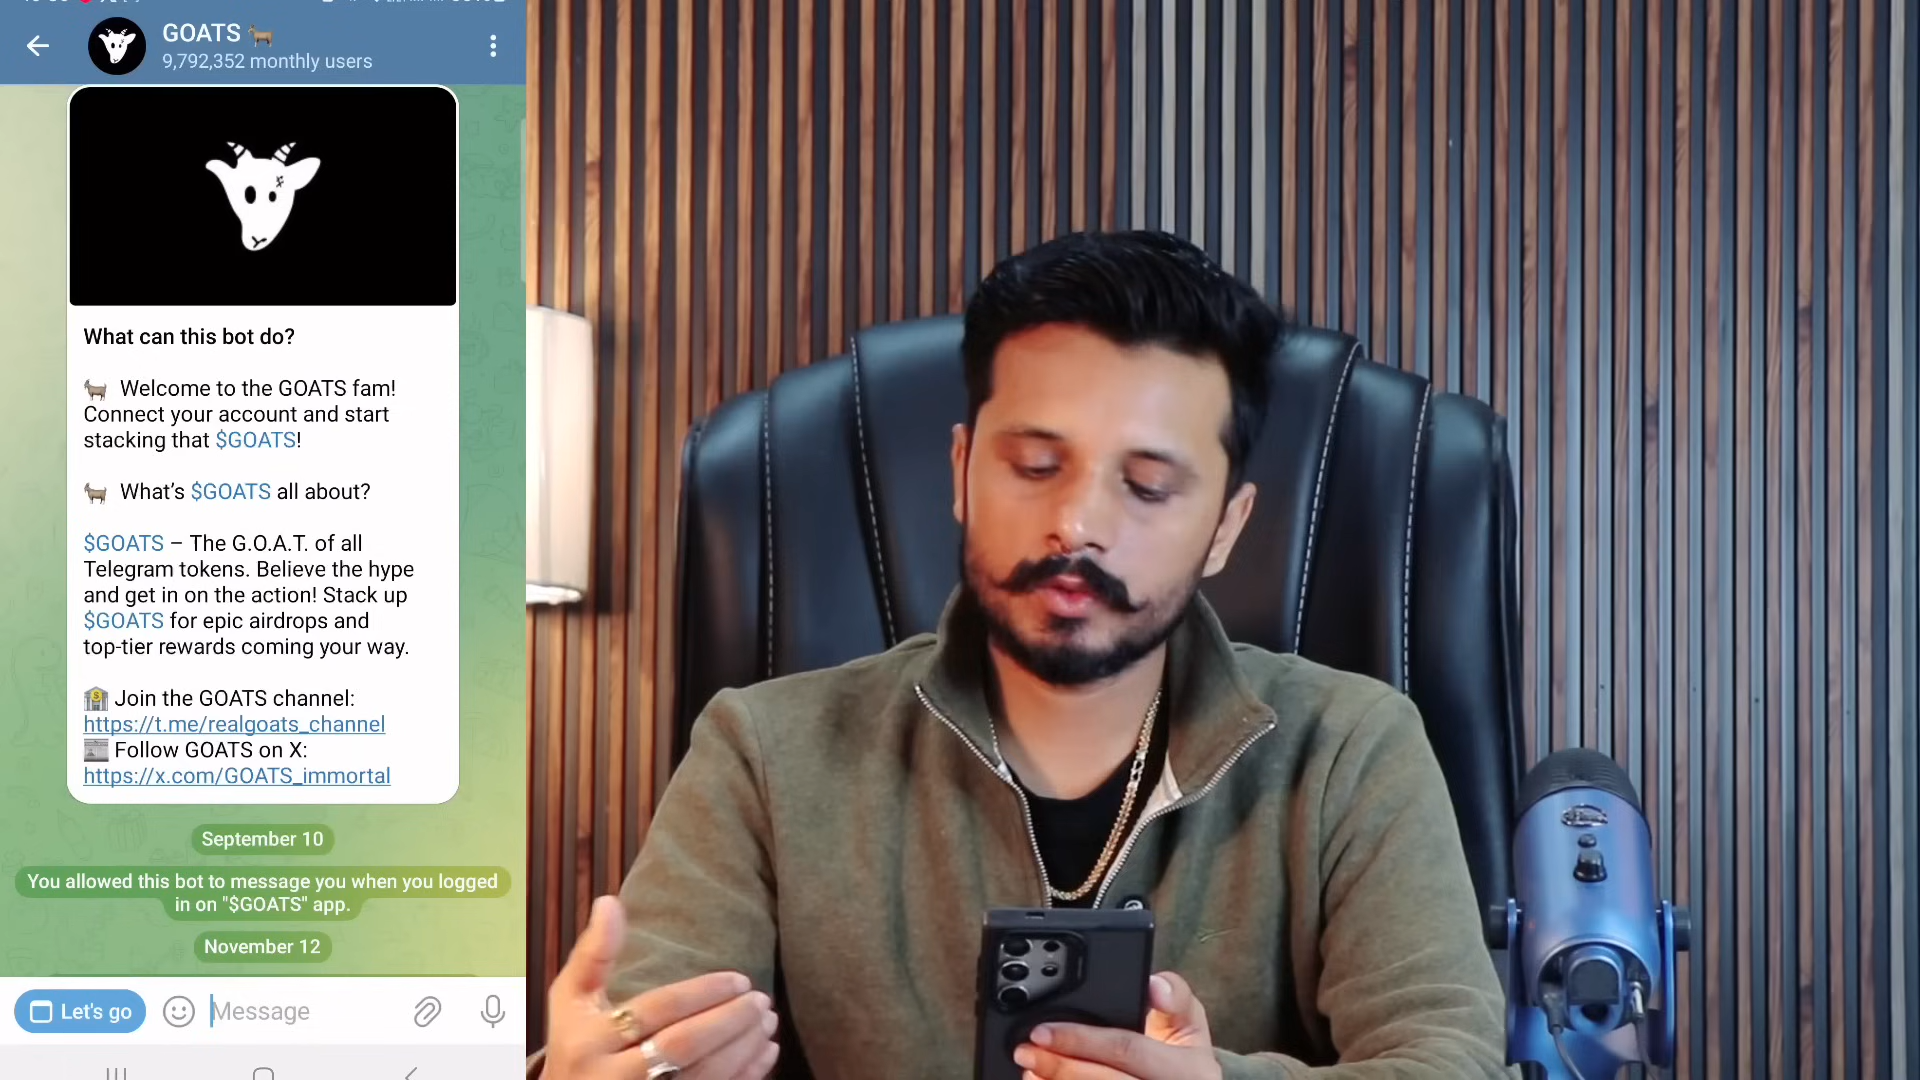 GOATS 🐐
9,792,352 monthly users
What can this bot do?
🐐 Welcome to the GOATS fam!
Connect your account and start
stacking that $GOATS!
🐐 What’s $GOATS all about?
$GOATS – The G.O.A.T. of all
Telegram tokens. Believe the hype
and get in on the action! Stack up
$GOATS for epic airdrops and
top-tier rewards coming your way.
🏦 Join the GOATS channel:
https://t.me/realgoats_channel
📰 Follow GOATS on X:
https://x.com/GOATS_immortal
September 10
You allowed this bot to message you when you logged
in on "$GOATS" app.
November 12
Let's go
Message